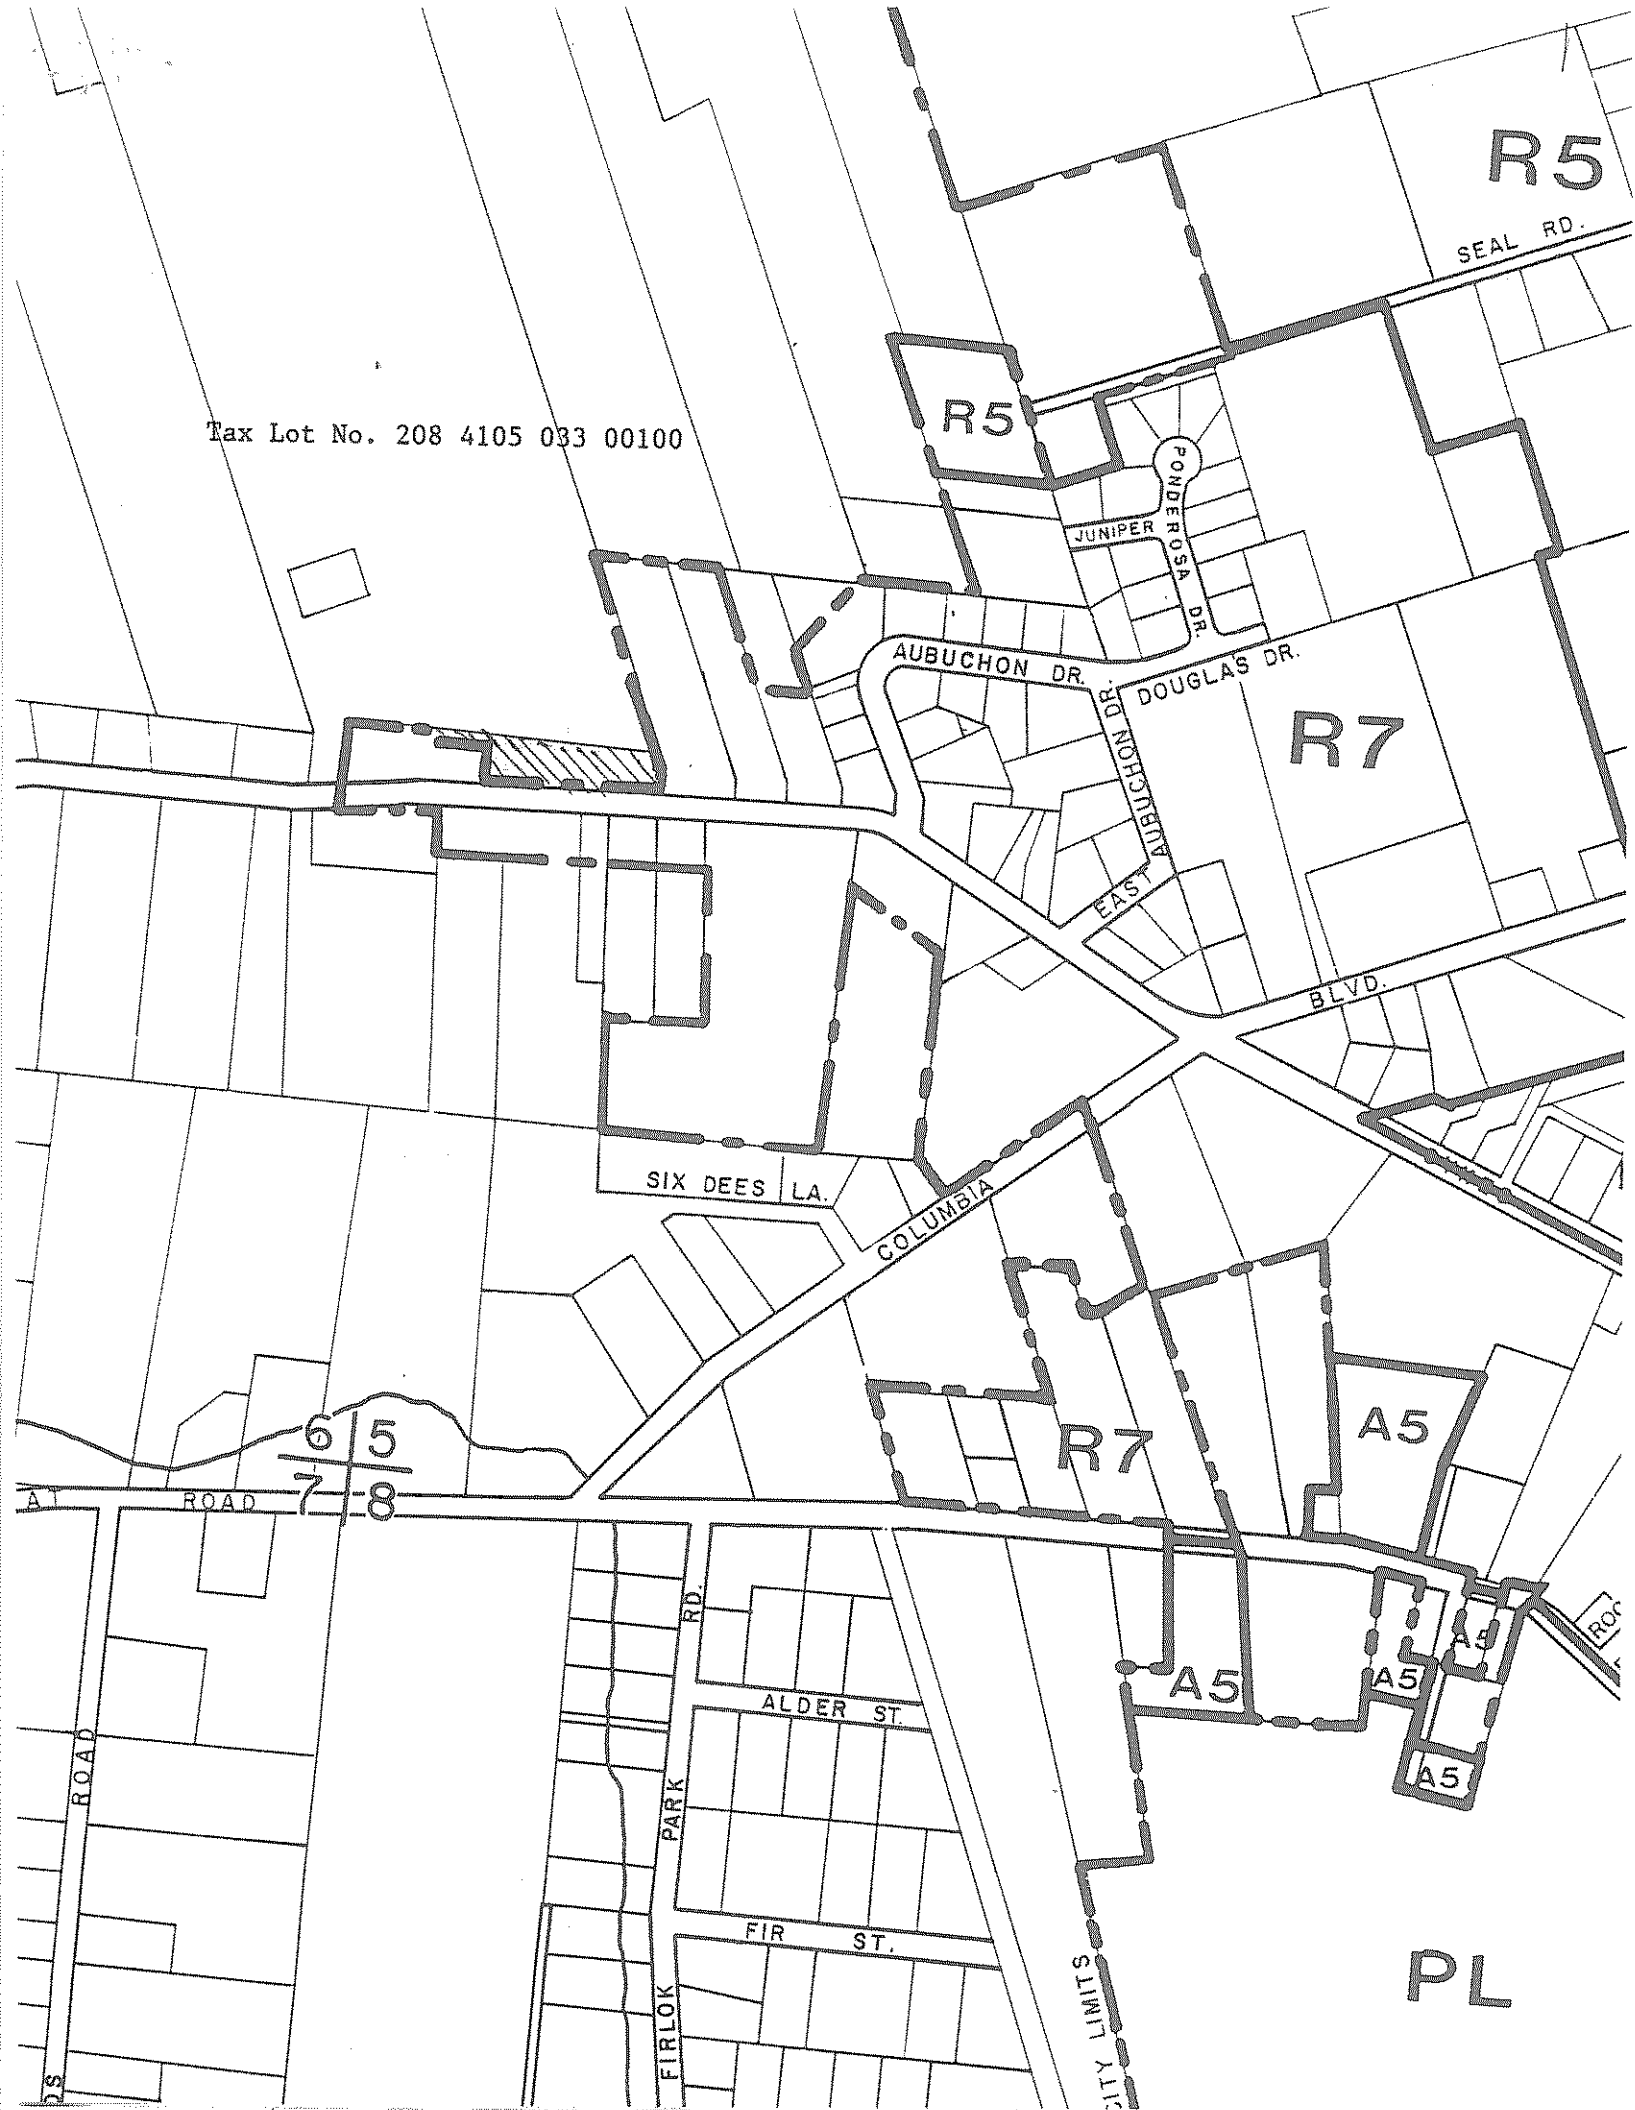 R5
SEAL RD.
R5
Tax Lot No. 208 4105 033 00100
PONDEROSA DR.
JUNIPER
AUBUCHON DR.
DOUGLAS DR.
R7
EAST AUBUCHON DR.
BLVD.
SIX DEES LA.
COLUMBIA
A5
R7
6 5
7 8
AT ROAD
RD.
A5
A5
A5
ALDER ST.
ROAD
A5
PARK
FIR ST.
PL
CITY LIMITS
FIRLOK